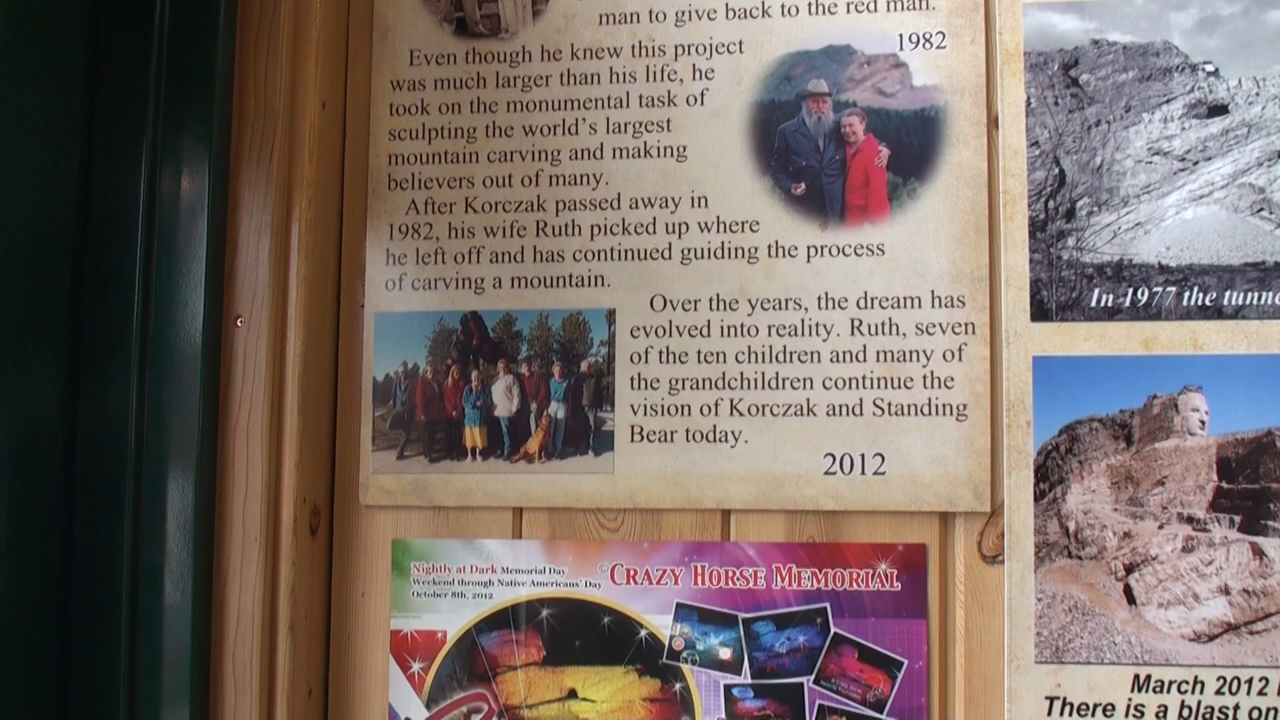 man to give back to the red man.
1982
Even though he knew this project
was much larger than his life, he
took on the monumental task of
sculpting the world's largest
mountain carving and making
believers out of many.
After Korczak passed away in
1982, his wife Ruth picked up where
he left off and has continued guiding the process
of carving a mountain.
Over the years, the dream has
evolved into reality. Ruth, seven
of the ten children and many of
the grandchildren continue the
vision of Korczak and Standing
Bear today.
2012
In 1977 the
March 2012
There is a blast on
Nightly at Dark Memorial Day
Weekend through Native Americans' Day
October 8th, 2012
©CRAZY HORSE MEMORIAL